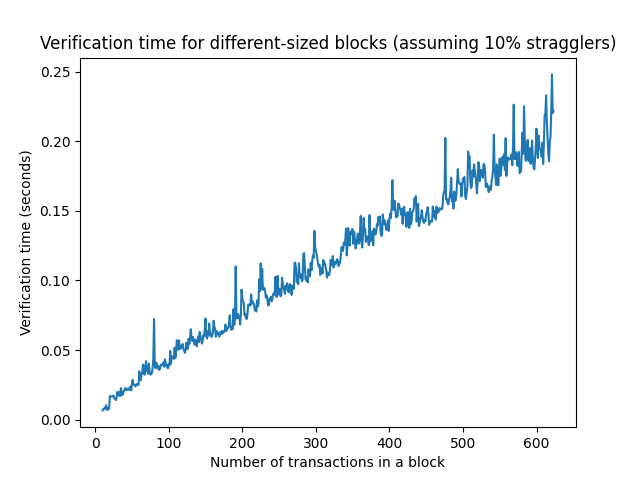 Verification time for different-sized blocks (assuming 10% stragglers)
0.25
0.20
0.15
0.10
0.05
0.00
Verification time (seconds)
0 100 200 300 400 500 600
Number of transactions in a block